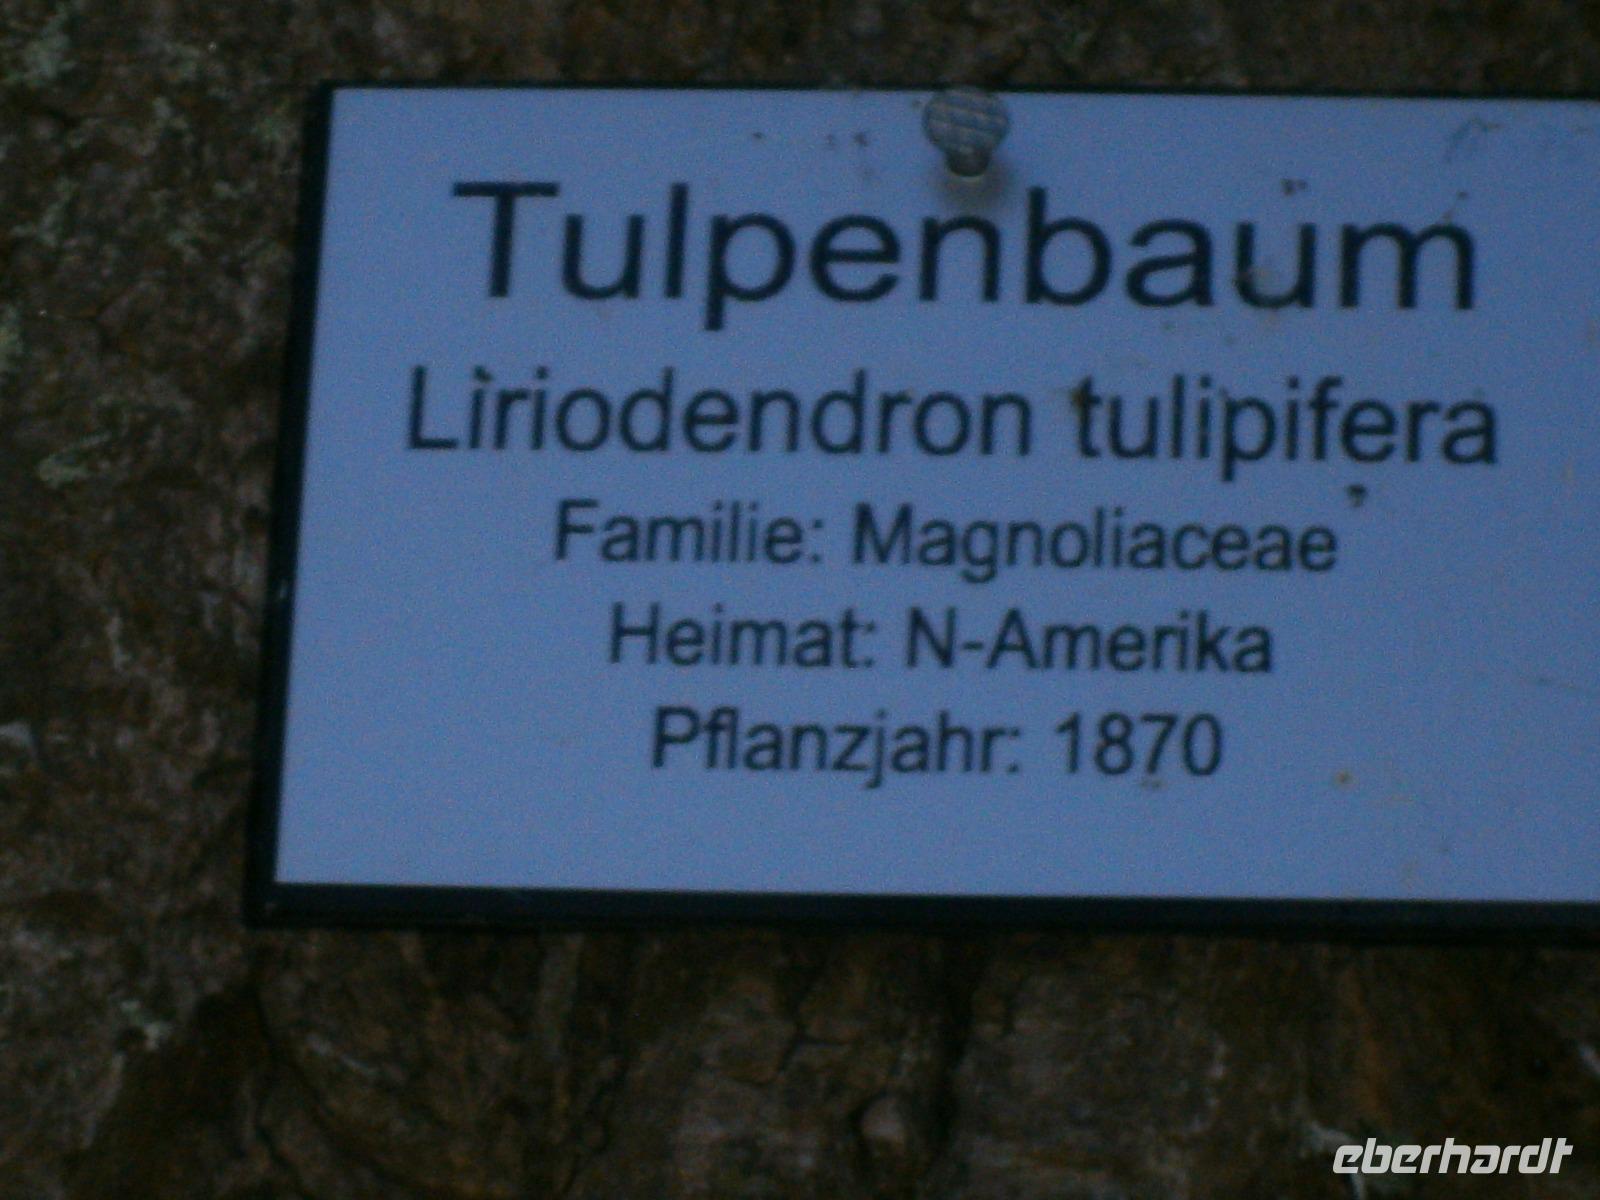 Tulpenbaum
Liriodendron tulipifera
Familie: Magnoliaceae
Heimat: N-Amerika
Pflanzjahr: 1870
eberhardt